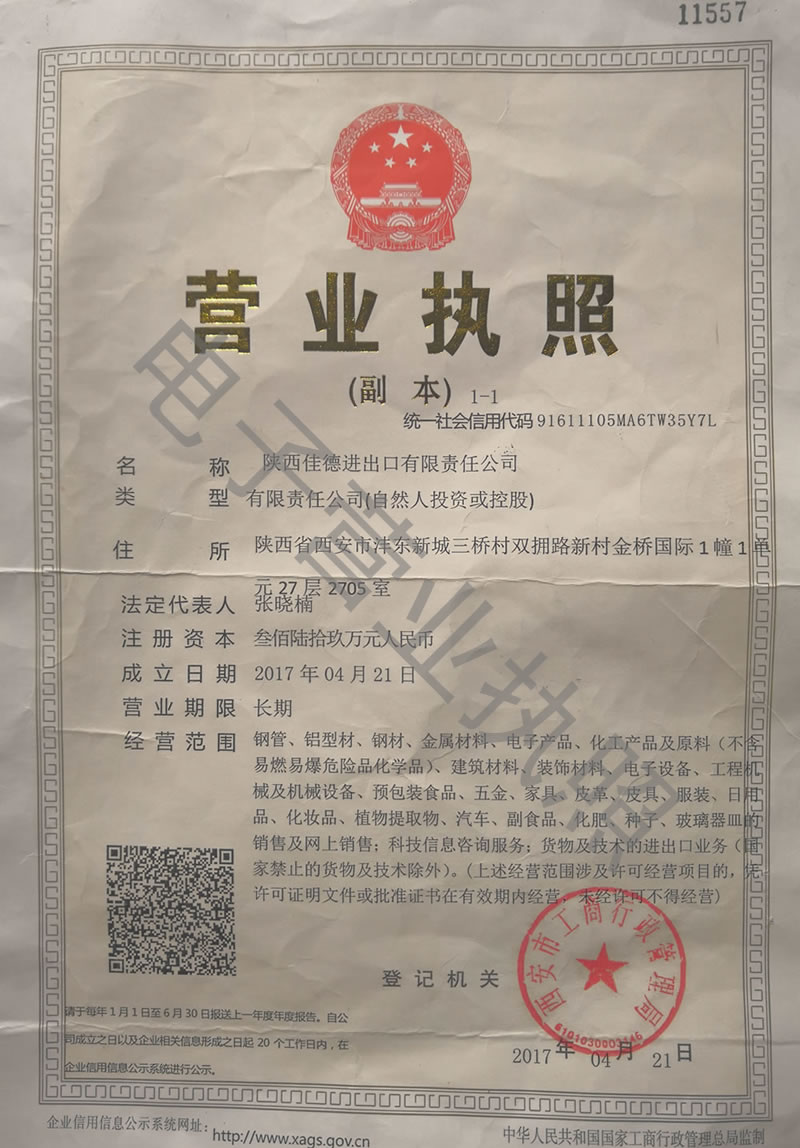 11557
营业执照
(副 本) 1-1
统一社会信用代码 91611105MA6TW35Y7L
名 称 陕西佳德进出口有限责任公司
类 型 有限责任公司(自然人投资或控股)
住 所 陕西省西安市沣东新城三桥村双拥路新村金桥国际1幢1单
元27层2705室
法定代表人 张晓楠
注册资本 叁佰陆拾玖万元人民币
成立日期 2017年04月21日
营业期限 长期
经营范围 钢管、铝型材、钢材、金属材料、电子产品、化工产品及原料（不含
易燃易爆危险品化学品）、建筑材料、装饰材料、电子设备、工程机
械及机械设备、预包装食品、五金、家具、皮革、皮具、服装、日用
品、化妆品、植物提取物、汽车、副食品、化肥、种子、玻璃器皿的
销售及网上销售；科技信息咨询服务；货物及技术的进出口业务（国
家禁止的货物及技术除外）。(上述经营范围涉及许可经营项目的，凭
许可证明文件或批准证书在有效期内经营，未经许可不得经营)
电子营业执照
登记机关
西安市工商行政管理局
6101030003446
2017年 04月 21日
请于每年1月1日至6月30日报送上一年度年度报告。自公
司成立之日以及企业相关信息形成之日起 20 个工作日内，在
企业信用信息公示系统进行公示。
企业信用信息公示系统网址： http://www.xags.gov.cn
中华人民共和国国家工商行政管理总局监制